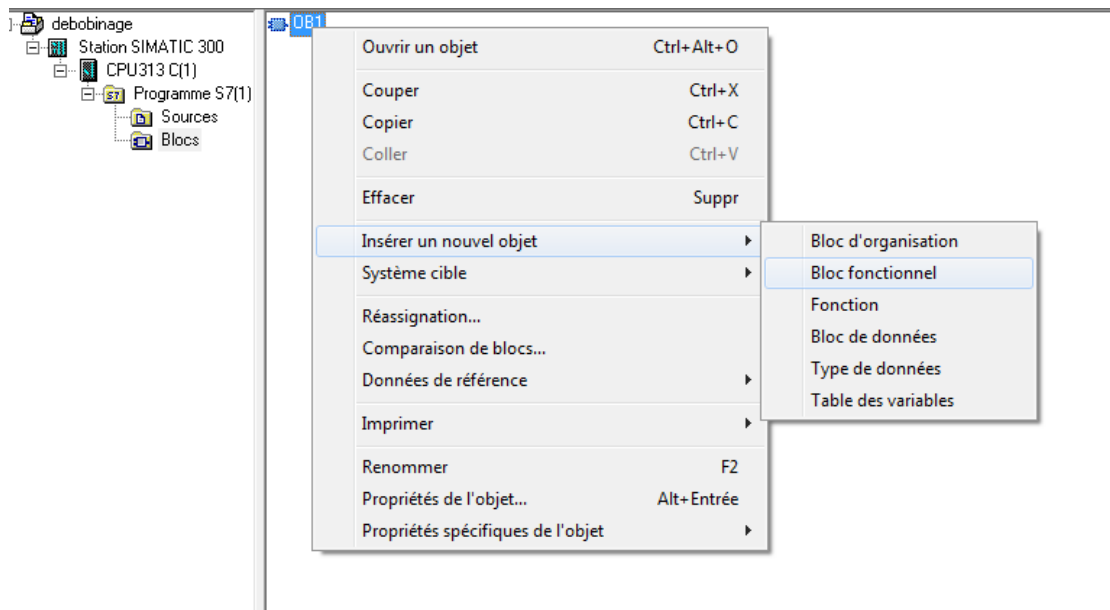 debobinage
Station SIMATIC 300
CPU313 C(1)
S7 Programme S7(1)
Sources
Blocs
OB1
Ouvrir un objet Ctrl+Alt+O
Couper Ctrl+X
Copier Ctrl+C
Coller Ctrl+V
Effacer Suppr
Insérer un nouvel objet
Système cible
Réassignation...
Comparaison de blocs...
Données de référence
Imprimer
Renommer F2
Propriétés de l'objet... Alt+Entrée
Propriétés spécifiques de l'objet
Bloc d'organisation
Bloc fonctionnel
Fonction
Bloc de données
Type de données
Table des variables